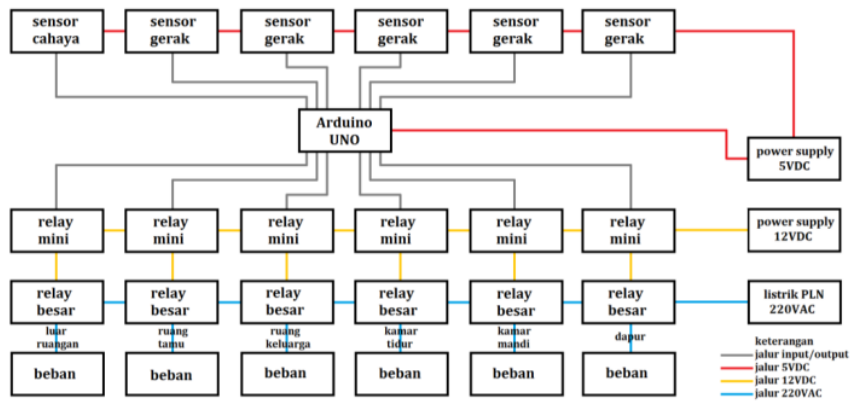 sensor
cahaya
sensor
gerak
sensor
gerak
sensor
gerak
sensor
gerak
sensor
gerak
Arduino
UNO
power supply
5VDC
relay
mini
relay
mini
relay
mini
relay
mini
relay
mini
relay
mini
power supply
12VDC
relay
besar
relay
besar
relay
besar
relay
besar
relay
besar
relay
besar
listrik PLN
220VAC
luar
ruangan
ruang
tamu
ruang
keluarga
kamar
tidur
kamar
mandi
dapur
beban
beban
beban
beban
beban
beban
keterangan
jalur input/output
jalur 5VDC
jalur 12VDC
jalur 220VAC